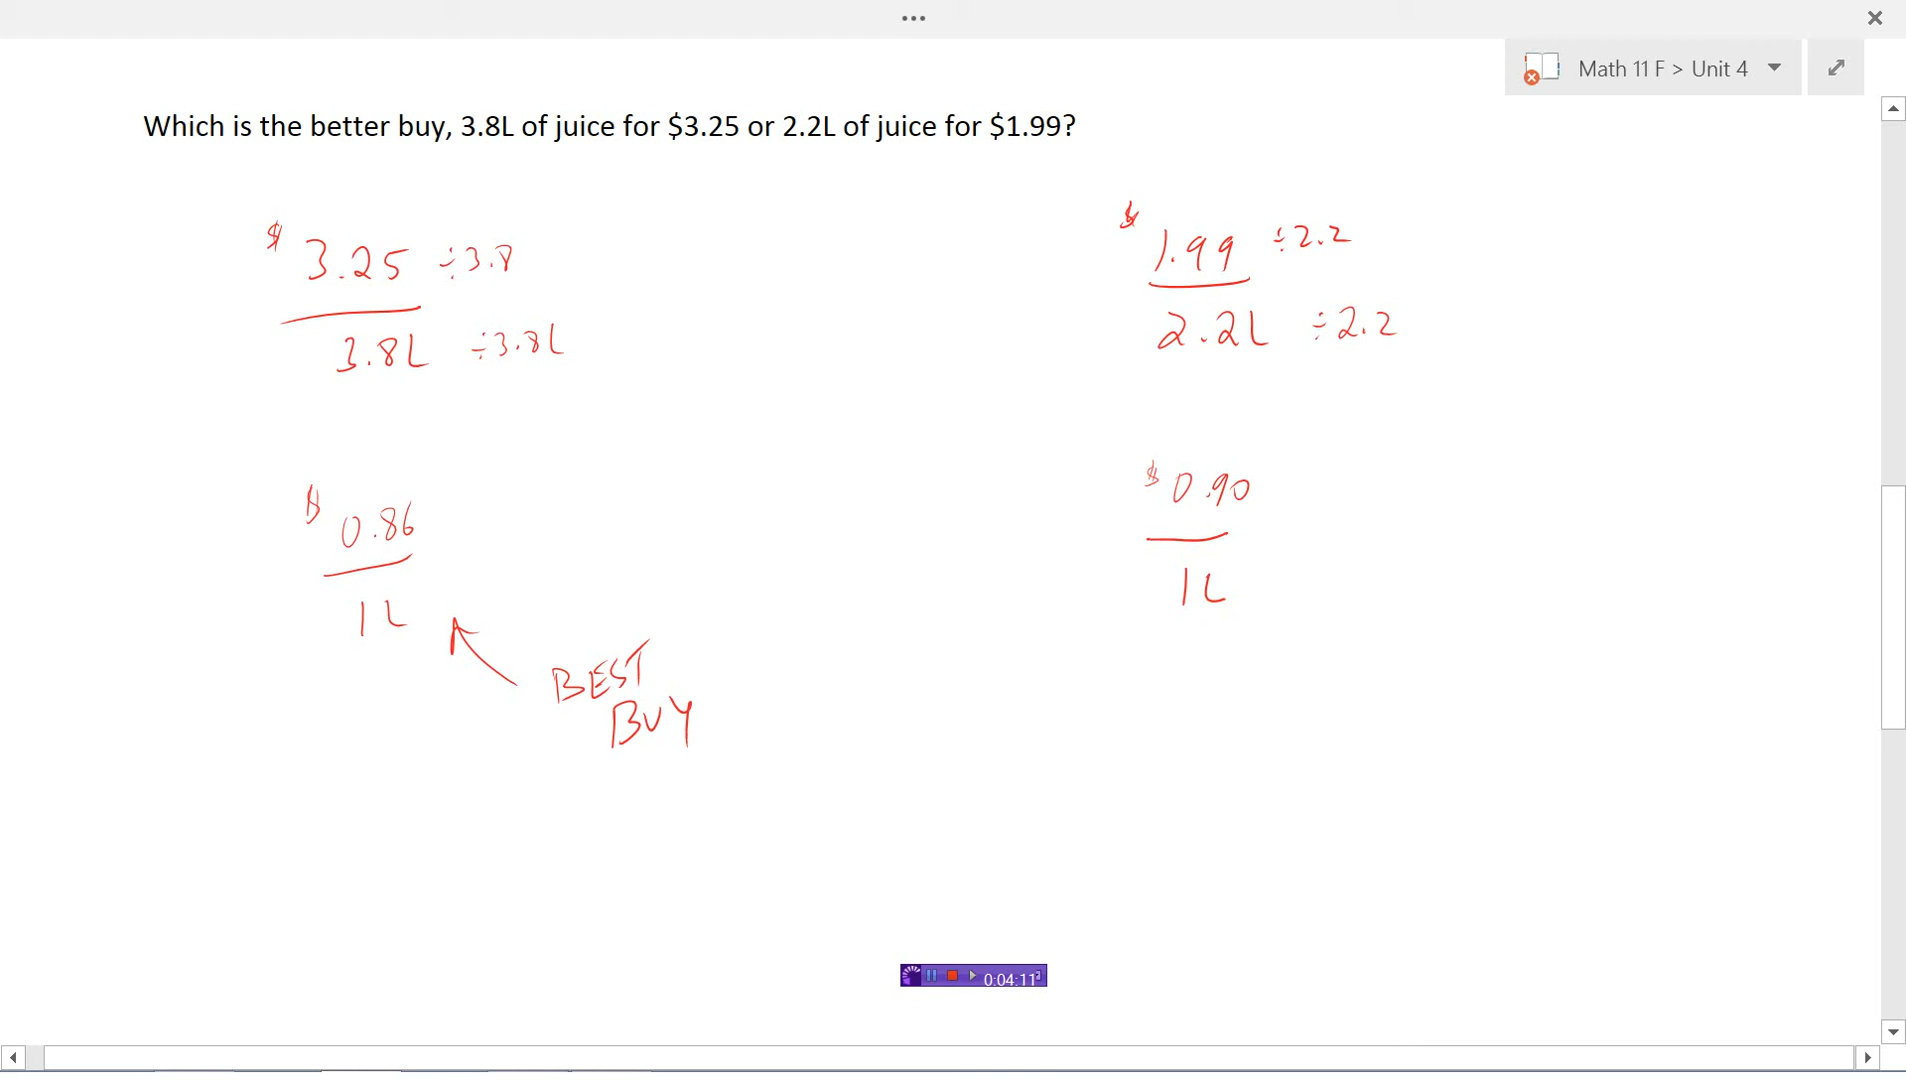 Math 11 F > Unit 4
Which is the better buy, 3.8L of juice for $3.25 or 2.2L of juice for $1.99?
$ 3.25 ÷3.8
3.8L ÷3.8L
$ 0.86
1L
BEST
BUY
$ 1.99 ÷2.2
2.2L ÷2.2
$ 0.90
1L
0:04:11